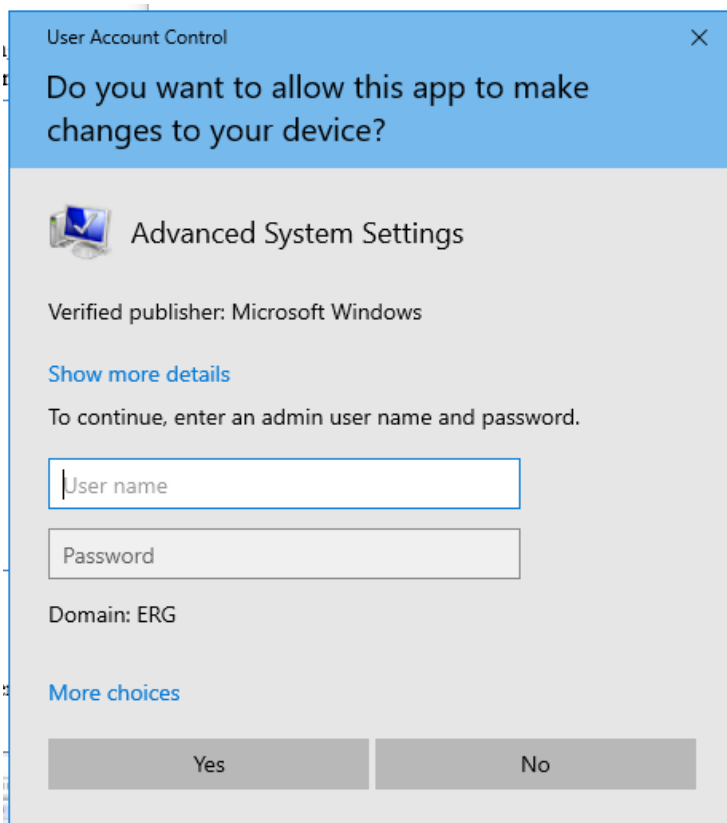 User Account Control
Do you want to allow this app to make
changes to your device?
Advanced System Settings
Verified publisher: Microsoft Windows
Show more details
To continue, enter an admin user name and password.
User name
Password
Domain: ERG
More choices
Yes
No